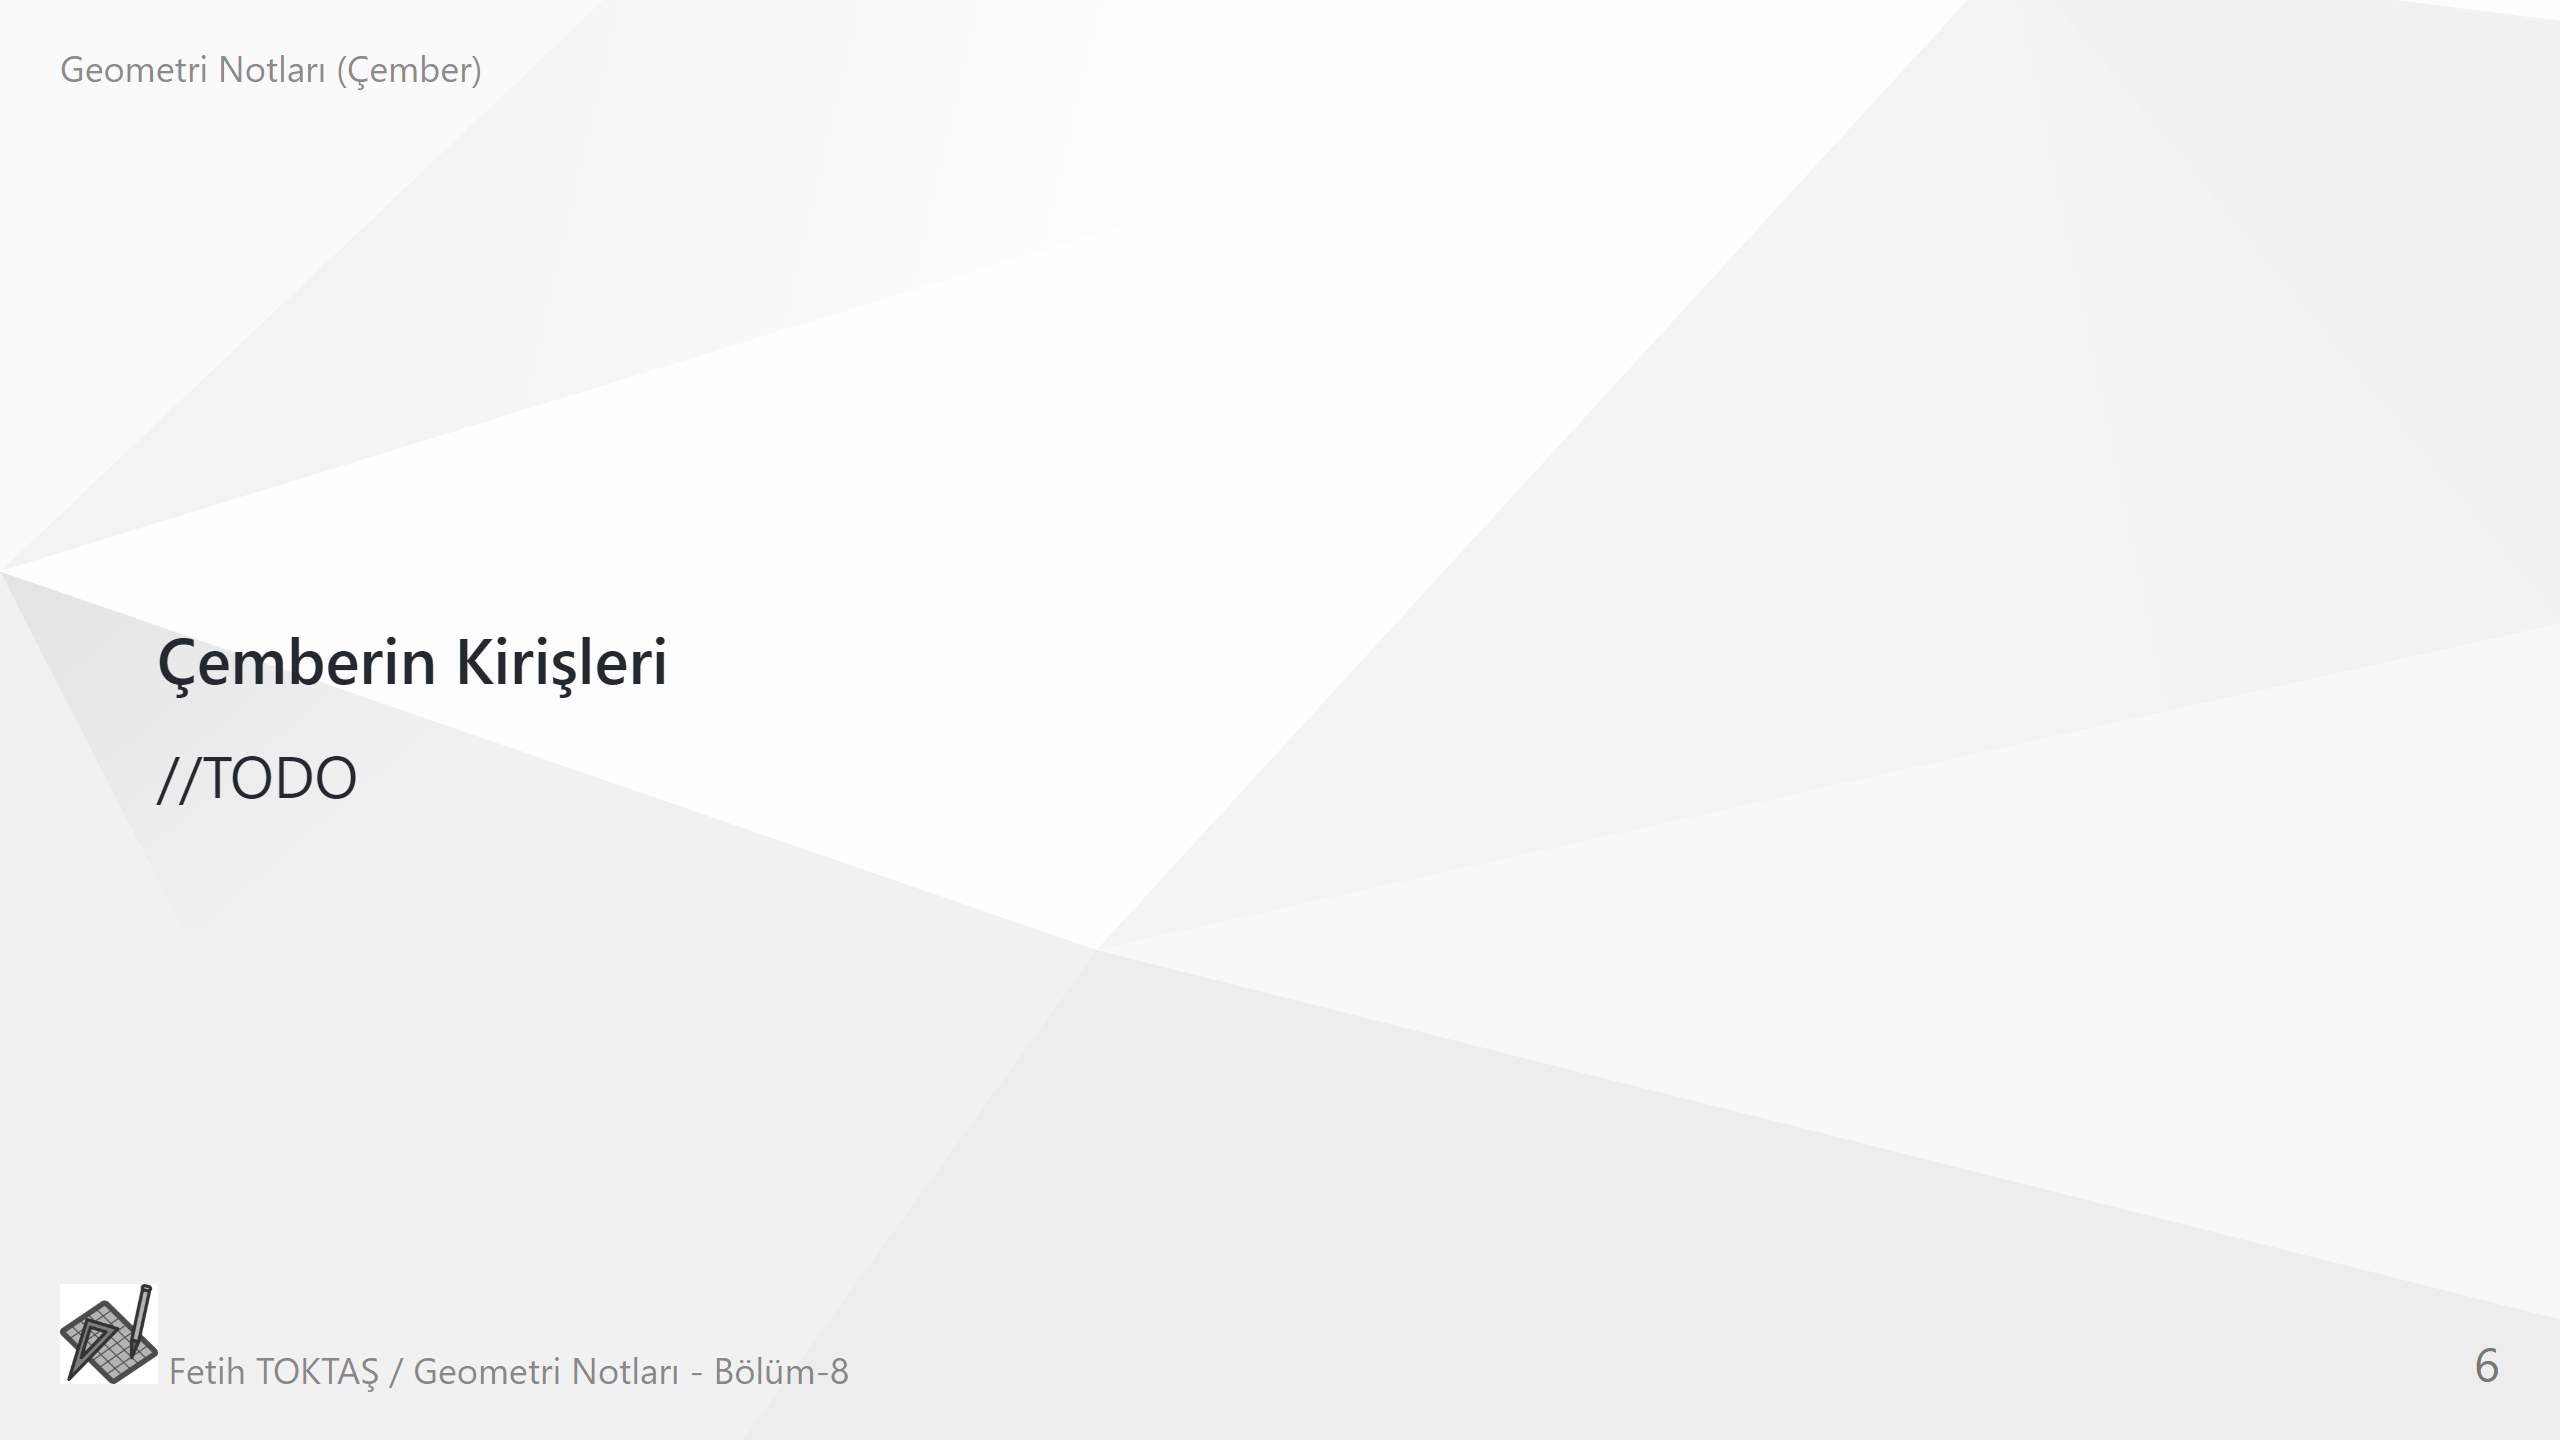 Geometri Notları (Çember)
Çemberin Kirişleri
//TODO
Fetih TOKTAŞ / Geometri Notları - Bölüm-8
6